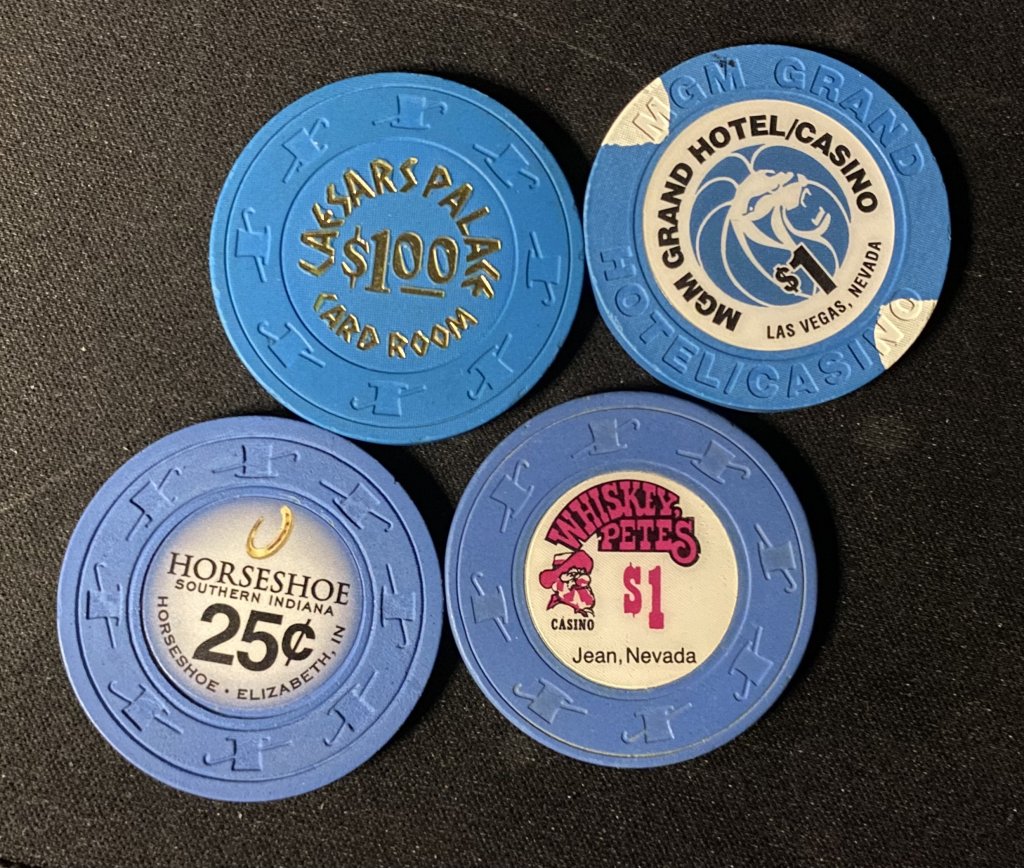 CAESARS PALACE
$1.00
CARD ROOM
MGM GRAND
HOTEL/CASINO
MGM GRAND HOTEL/CASINO
$1
LAS VEGAS, NEVADA
HORSESHOE
SOUTHERN INDIANA
25¢
HORSESHOE • ELIZABETH, IN
WHISKEY
PETE'S
$1
CASINO
Jean, Nevada